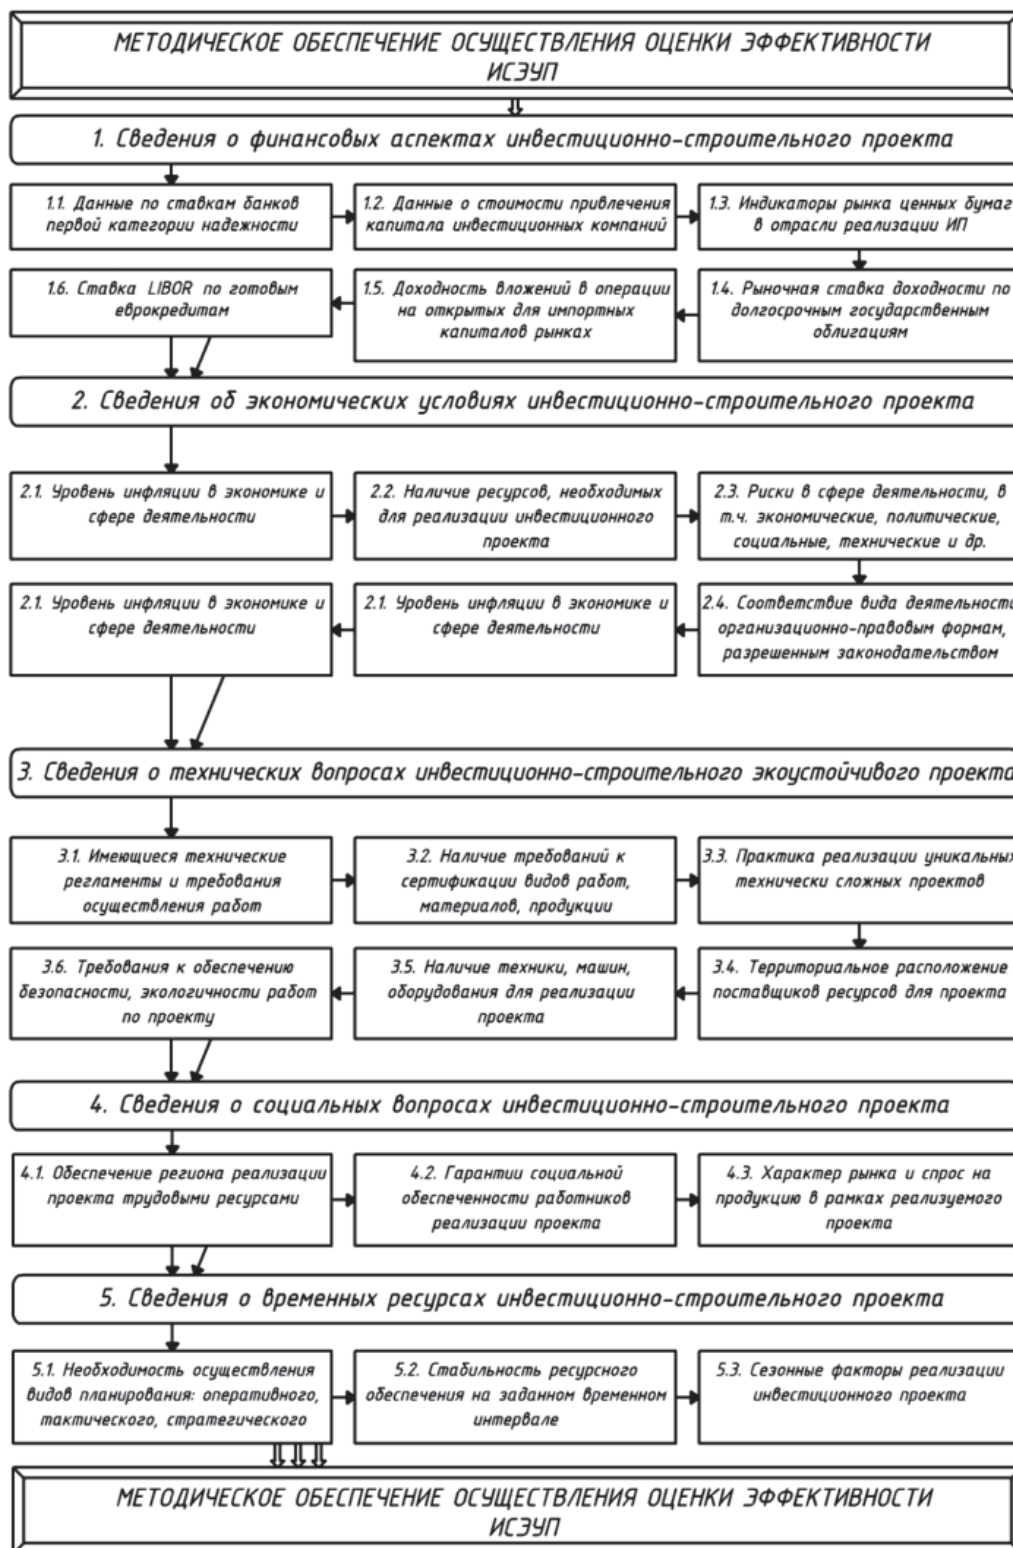 МЕТОДИЧЕСКОЕ ОБЕСПЕЧЕНИЕ ОСУЩЕСТВЛЕНИЯ ОЦЕНКИ ЭФФЕКТИВНОСТИ
ИСЭУП
1. Сведения о финансовых аспектах инвестиционно-строительного проекта
1.1. Данные по ставкам банков
первой категории надежности
1.2. Данные о стоимости привлечения
капитала инвестиционных компаний
1.3. Индикаторы рынка ценных бумаг
в отрасли реализации ИП
1.6. Ставка LIBOR по готовым
еврокредитам
1.5. Доходность вложений в операции
на открытых для импортных
капиталов рынках
1.4. Рыночная ставка доходности по
долгосрочным государственным
облигациям
2. Сведения об экономических условиях инвестиционно-строительного проекта
2.1. Уровень инфляции в экономике и
сфере деятельности
2.2. Наличие ресурсов, необходимых
для реализации инвестиционного
проекта
2.3. Риски в сфере деятельности, в
т.ч. экономические, политические,
социальные, технические и др.
2.1. Уровень инфляции в экономике и
сфере деятельности
2.1. Уровень инфляции в экономике и
сфере деятельности
2.4. Соответствие вида деятельности
организационно-правовым формам,
разрешенным законодательством
3. Сведения о технических вопросах инвестиционно-строительного экоустойчивого проекта
3.1. Имеющиеся технические
регламенты и требования
осуществления работ
3.2. Наличие требований к
сертификации видов работ,
материалов, продукции
3.3. Практика реализации уникальных
технически сложных проектов
3.6. Требования к обеспечению
безопасности, экологичности работ
по проекту
3.5. Наличие техники, машин,
оборудования для реализации
проекта
3.4. Территориальное расположение
поставщиков ресурсов для проекта
4. Сведения о социальных вопросах инвестиционно-строительного проекта
4.1. Обеспечение региона реализации
проекта трудовыми ресурсами
4.2. Гарантии социальной
обеспеченности работников
реализации проекта
4.3. Характер рынка и спрос на
продукцию в рамках реализуемого
проекта
5. Сведения о временных ресурсах инвестиционно-строительного проекта
5.1. Необходимость осуществления
видов планирования: оперативного,
тактического, стратегического
5.2. Стабильность ресурсного
обеспечения на заданном временном
интервале
5.3. Сезонные факторы реализации
инвестиционного проекта
МЕТОДИЧЕСКОЕ ОБЕСПЕЧЕНИЕ ОСУЩЕСТВЛЕНИЯ ОЦЕНКИ ЭФФЕКТИВНОСТИ
ИСЭУП